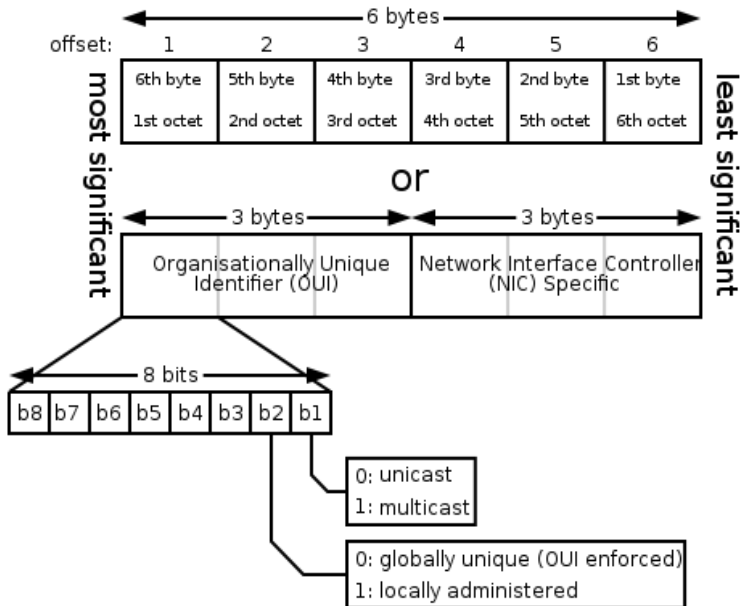 6 bytes
offset: 1 2 3 4 5 6
most significant
6th byte 5th byte 4th byte 3rd byte 2nd byte 1st byte
1st octet 2nd octet 3rd octet 4th octet 5th octet 6th octet
least significant
or
3 bytes 3 bytes
Organisationally Unique
Identifier (OUI)
Network Interface Controller
(NIC) Specific
8 bits
b8 b7 b6 b5 b4 b3 b2 b1
0: unicast
1: multicast
0: globally unique (OUI enforced)
1: locally administered